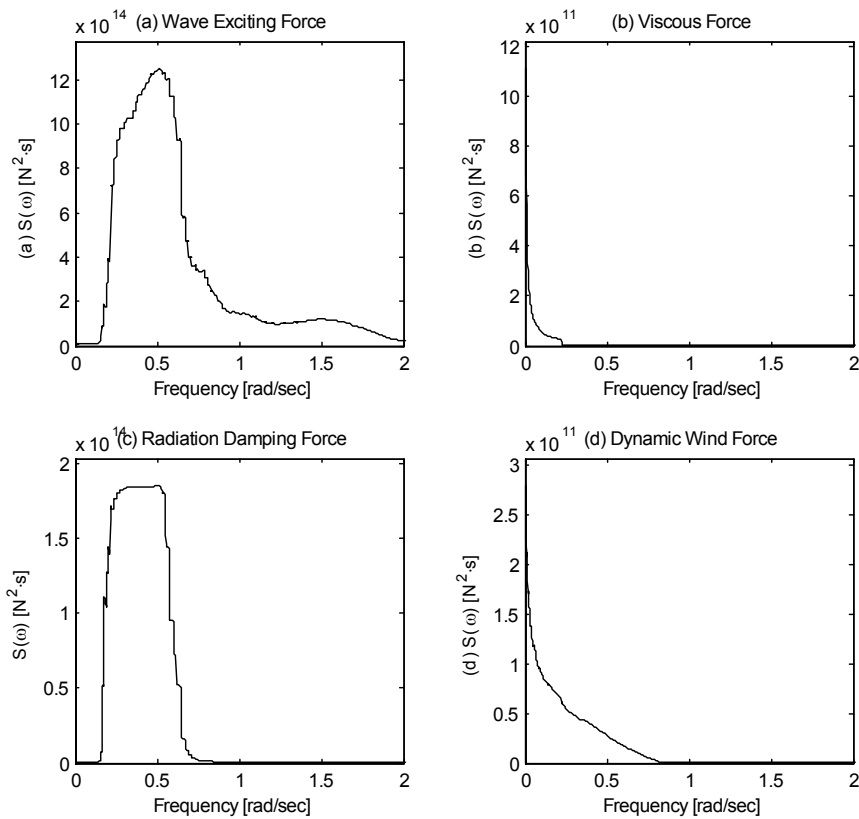 x 10^14 (a) Wave Exciting Force
12
10
8
6
4
2
0
(a) S(ω) [N^2·s]
0 0.5 1 1.5 2
Frequency [rad/sec]
x 10^11 (b) Viscous Force
12
10
8
6
4
2
0
(b) S(ω) [N^2·s]
0 0.5 1 1.5 2
Frequency [rad/sec]
x 10^14 (c) Radiation Damping Force
2
1.5
1
0.5
0
S(ω) [N^2·s]
0 0.5 1 1.5 2
Frequency [rad/sec]
x 10^11 (d) Dynamic Wind Force
3
2.5
2
1.5
1
0.5
0
(d) S(ω) [N^2·s]
0 0.5 1 1.5 2
Frequency [rad/sec]